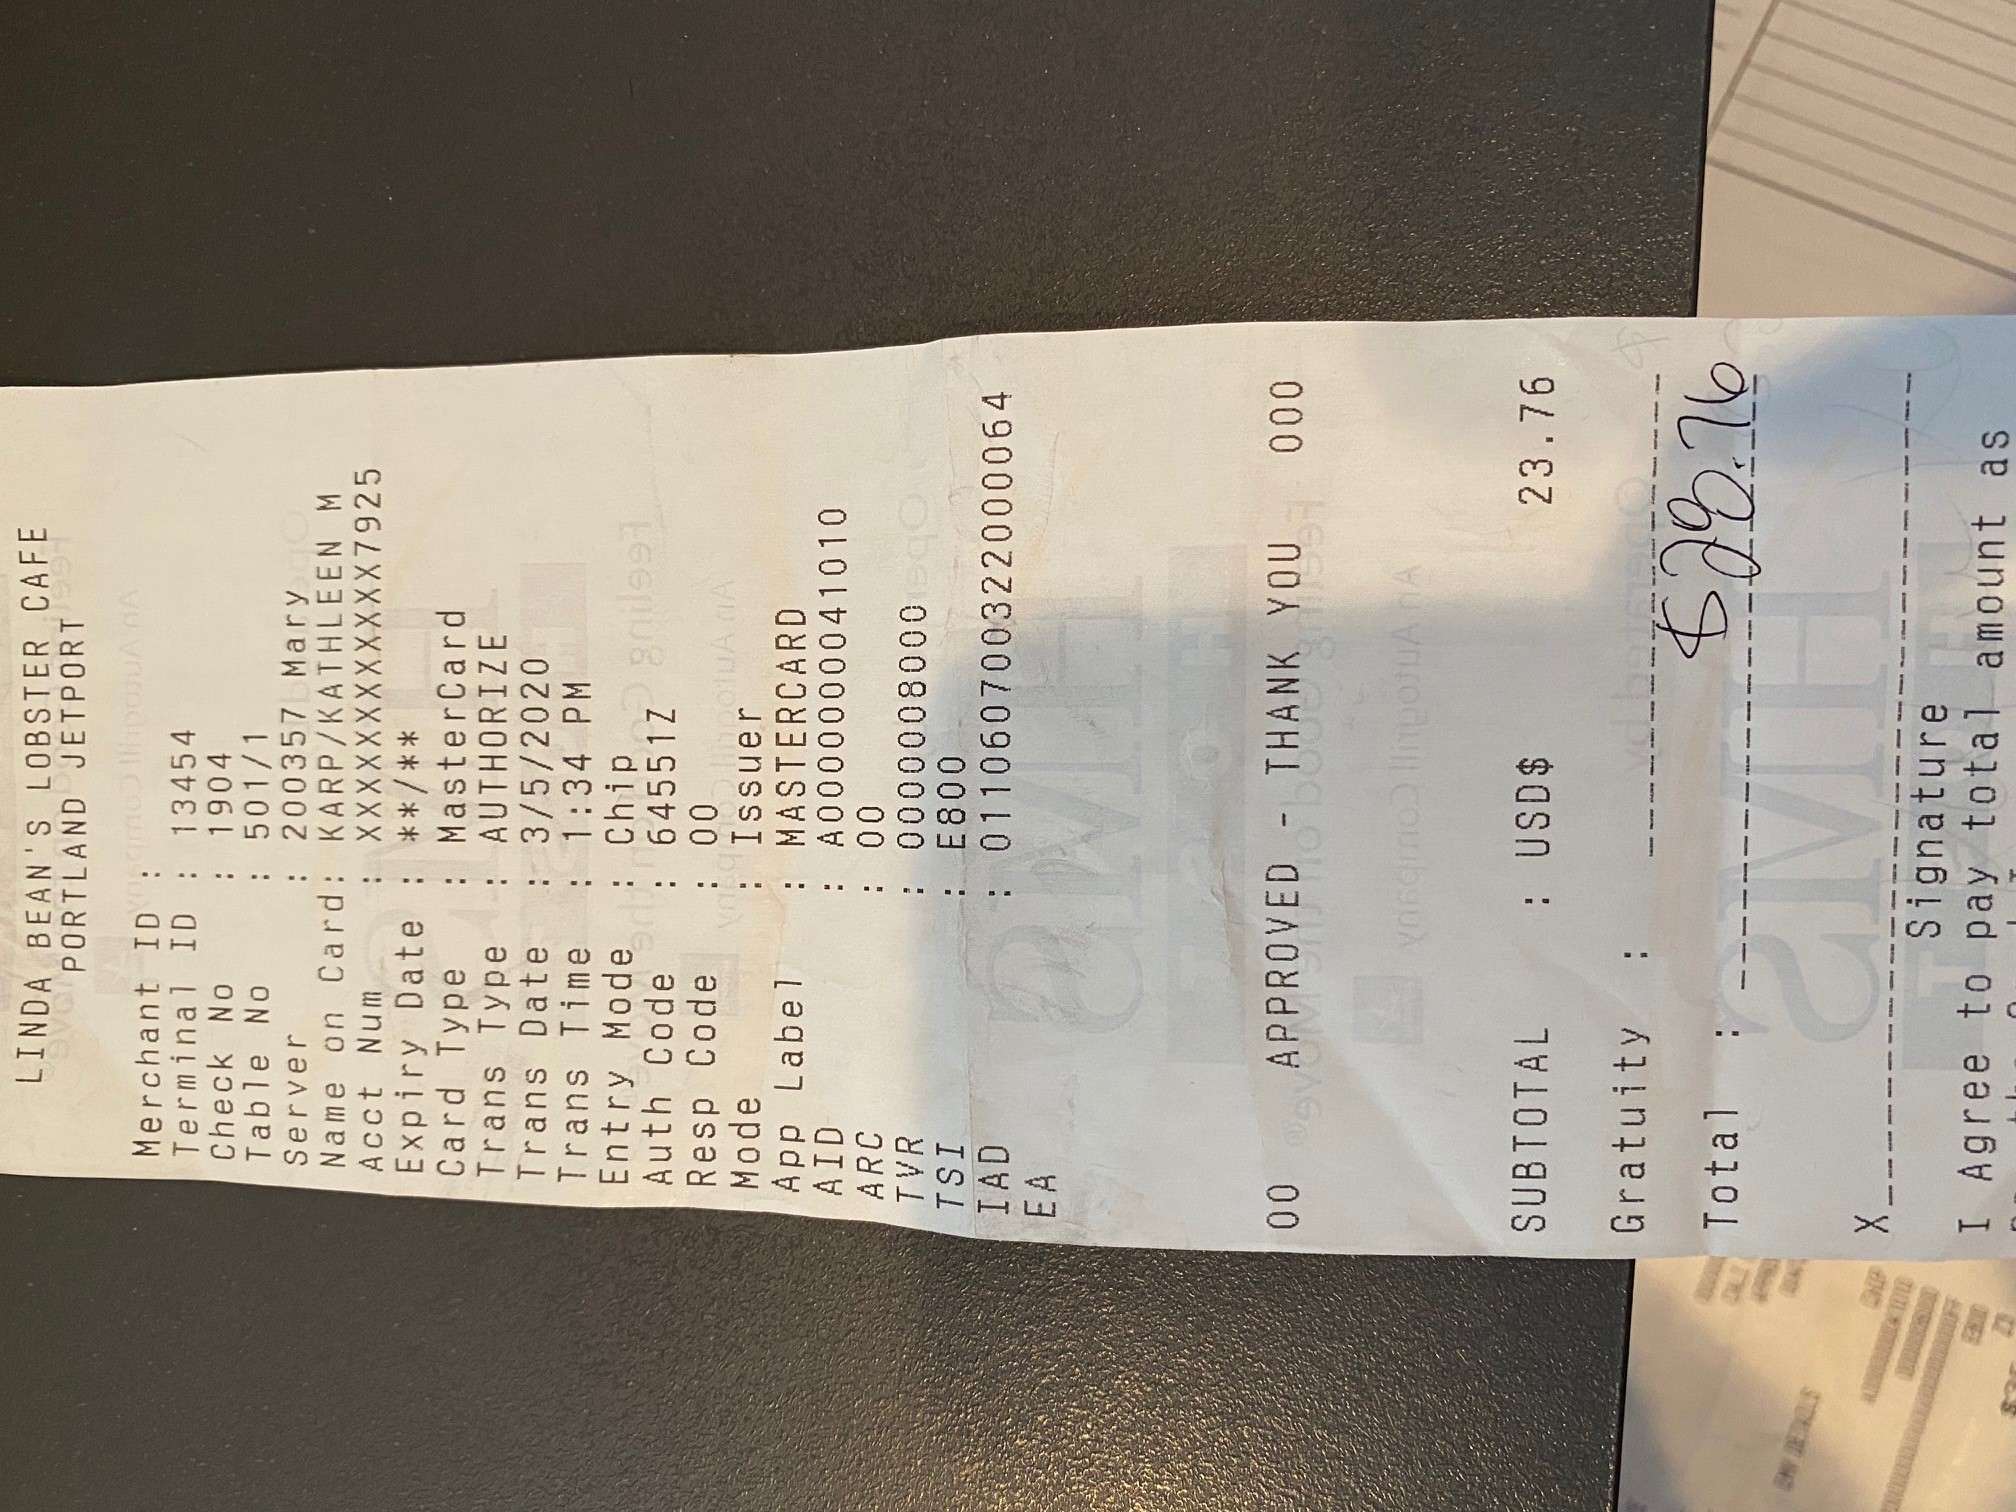 LINDA BEAN'S LOBSTER CAFE
PORTLAND JETPORT
Merchant ID :
Terminal ID : 13454
Check No : 1904
Table No : 501/1
Server : 200357 Mary
Name on Card: KARP/KATHLEEN M
Acct Num : XXXXXXXXXXXX7925
Expiry Date : **/**
Card Type : MasterCard
Trans Type : AUTHORIZE
Trans Date : 3/5/2020
Trans Time : 1:34 PM
Entry Mode : Chip
Auth Code : 64551Z
Resp Code : 00
Mode : Issuer
App Label : MASTERCARD
AID : A0000000041010
ARC : 00
TVR : 0000008000
TSI : E800
IAD : 0110607003220000064
EA
00 APPROVED - THANK YOU 000
SUBTOTAL : USD$ 23.76
Gratuity :
Total : $28.76
X
Signature
I Agree to pay total amount as